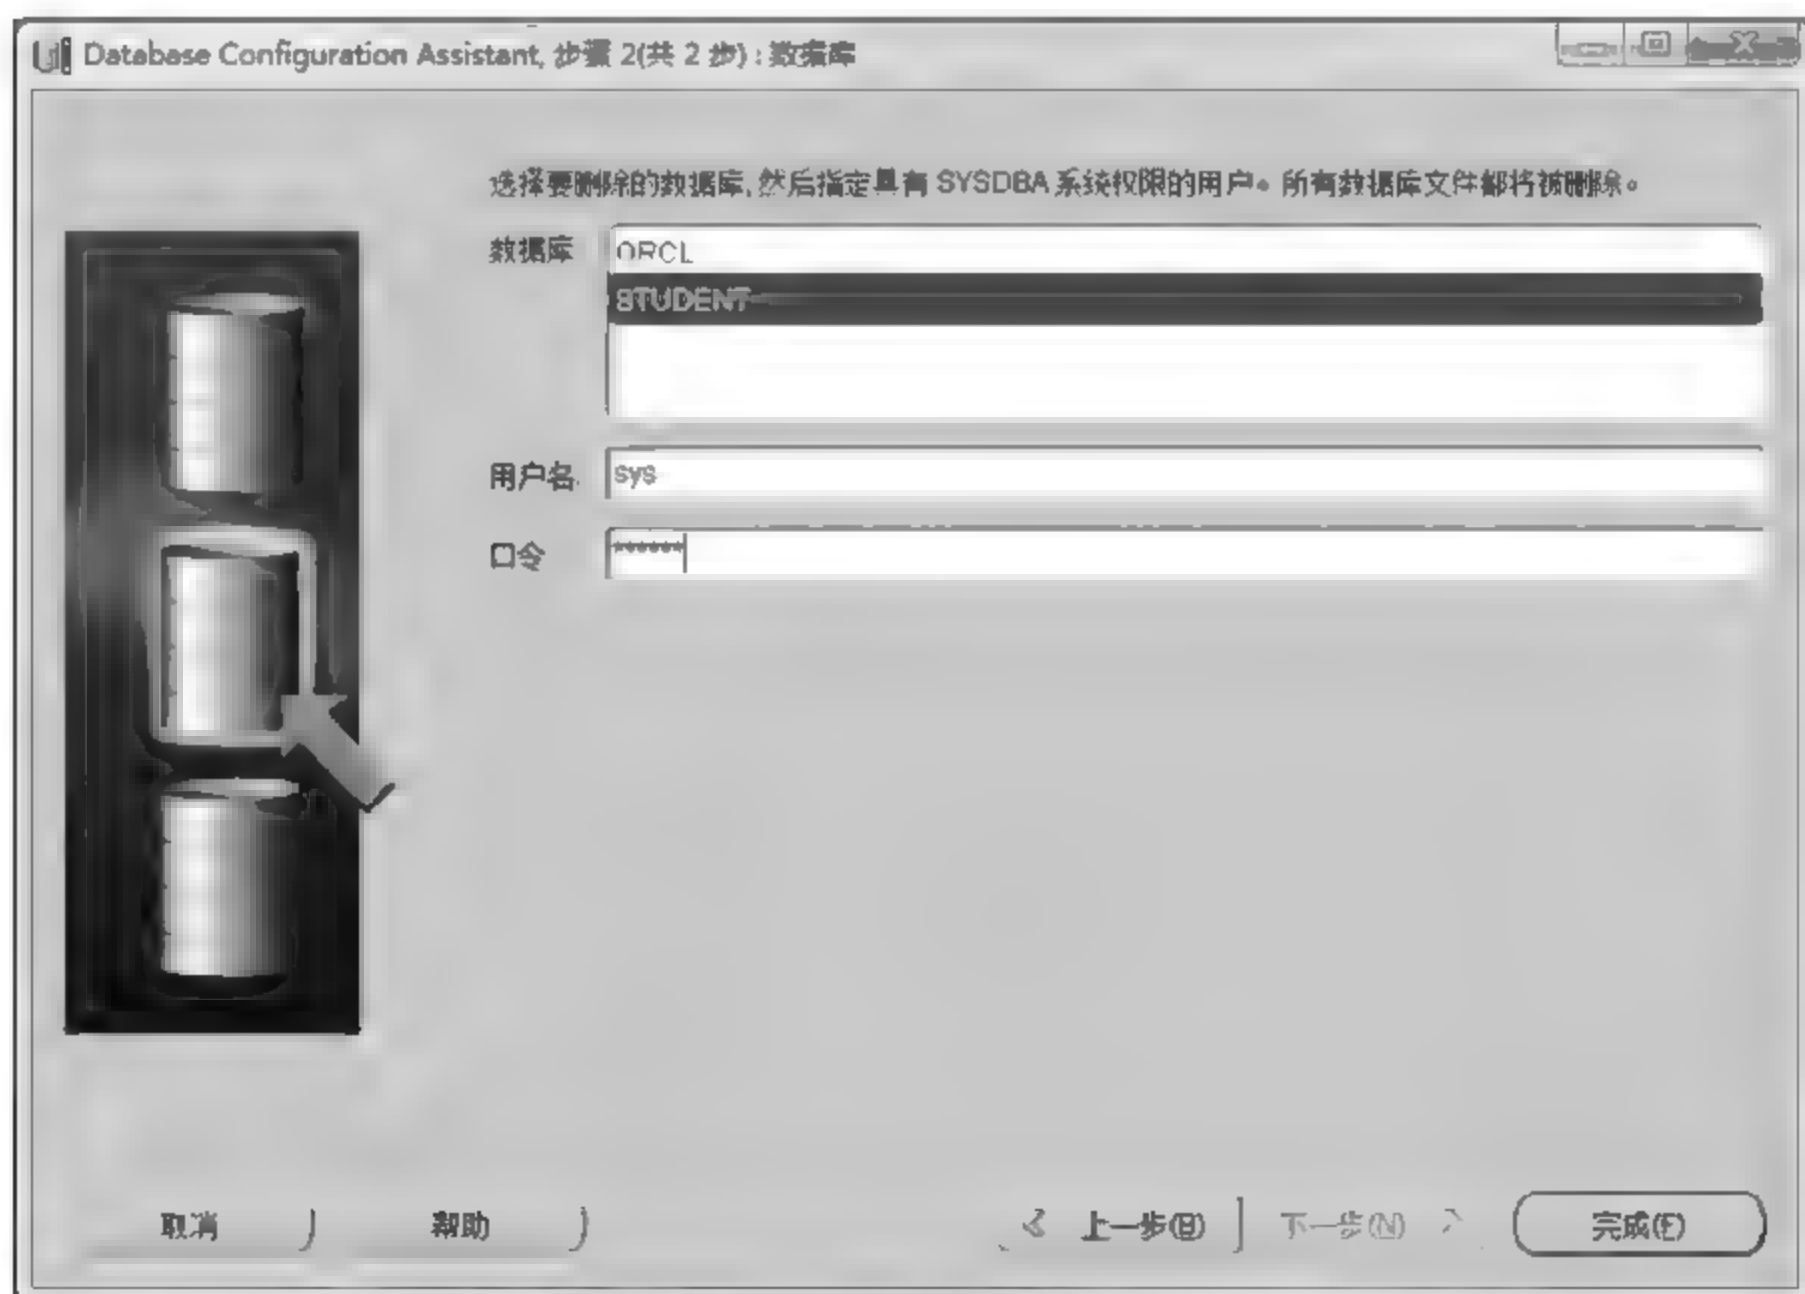 Database Configuration Assistant, 步骤 2(共 2 步) : 数据库
选择要删除的数据库, 然后指定具有 SYSDBA 系统权限的用户。所有数据库文件都将被删除。
数据库
ORCL
STUDENT
用户名
sys
口令
******
取消
帮助
上一步(B)
下一步(N)
完成(F)